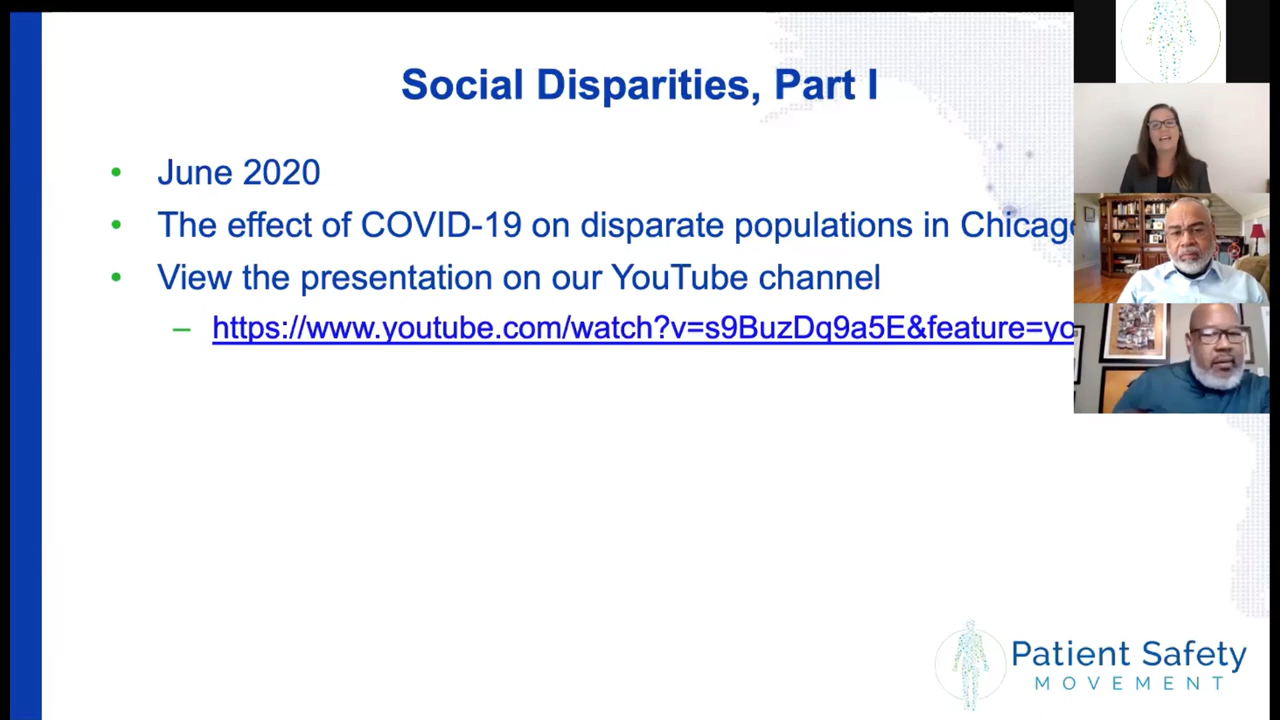 Social Disparities, Part I
• June 2020
• The effect of COVID-19 on disparate populations in Chicag
• View the presentation on our YouTube channel
– https://www.youtube.com/watch?v=s9BuzDq9a5E&feature=yo
Patient Safety
MOVEMENT